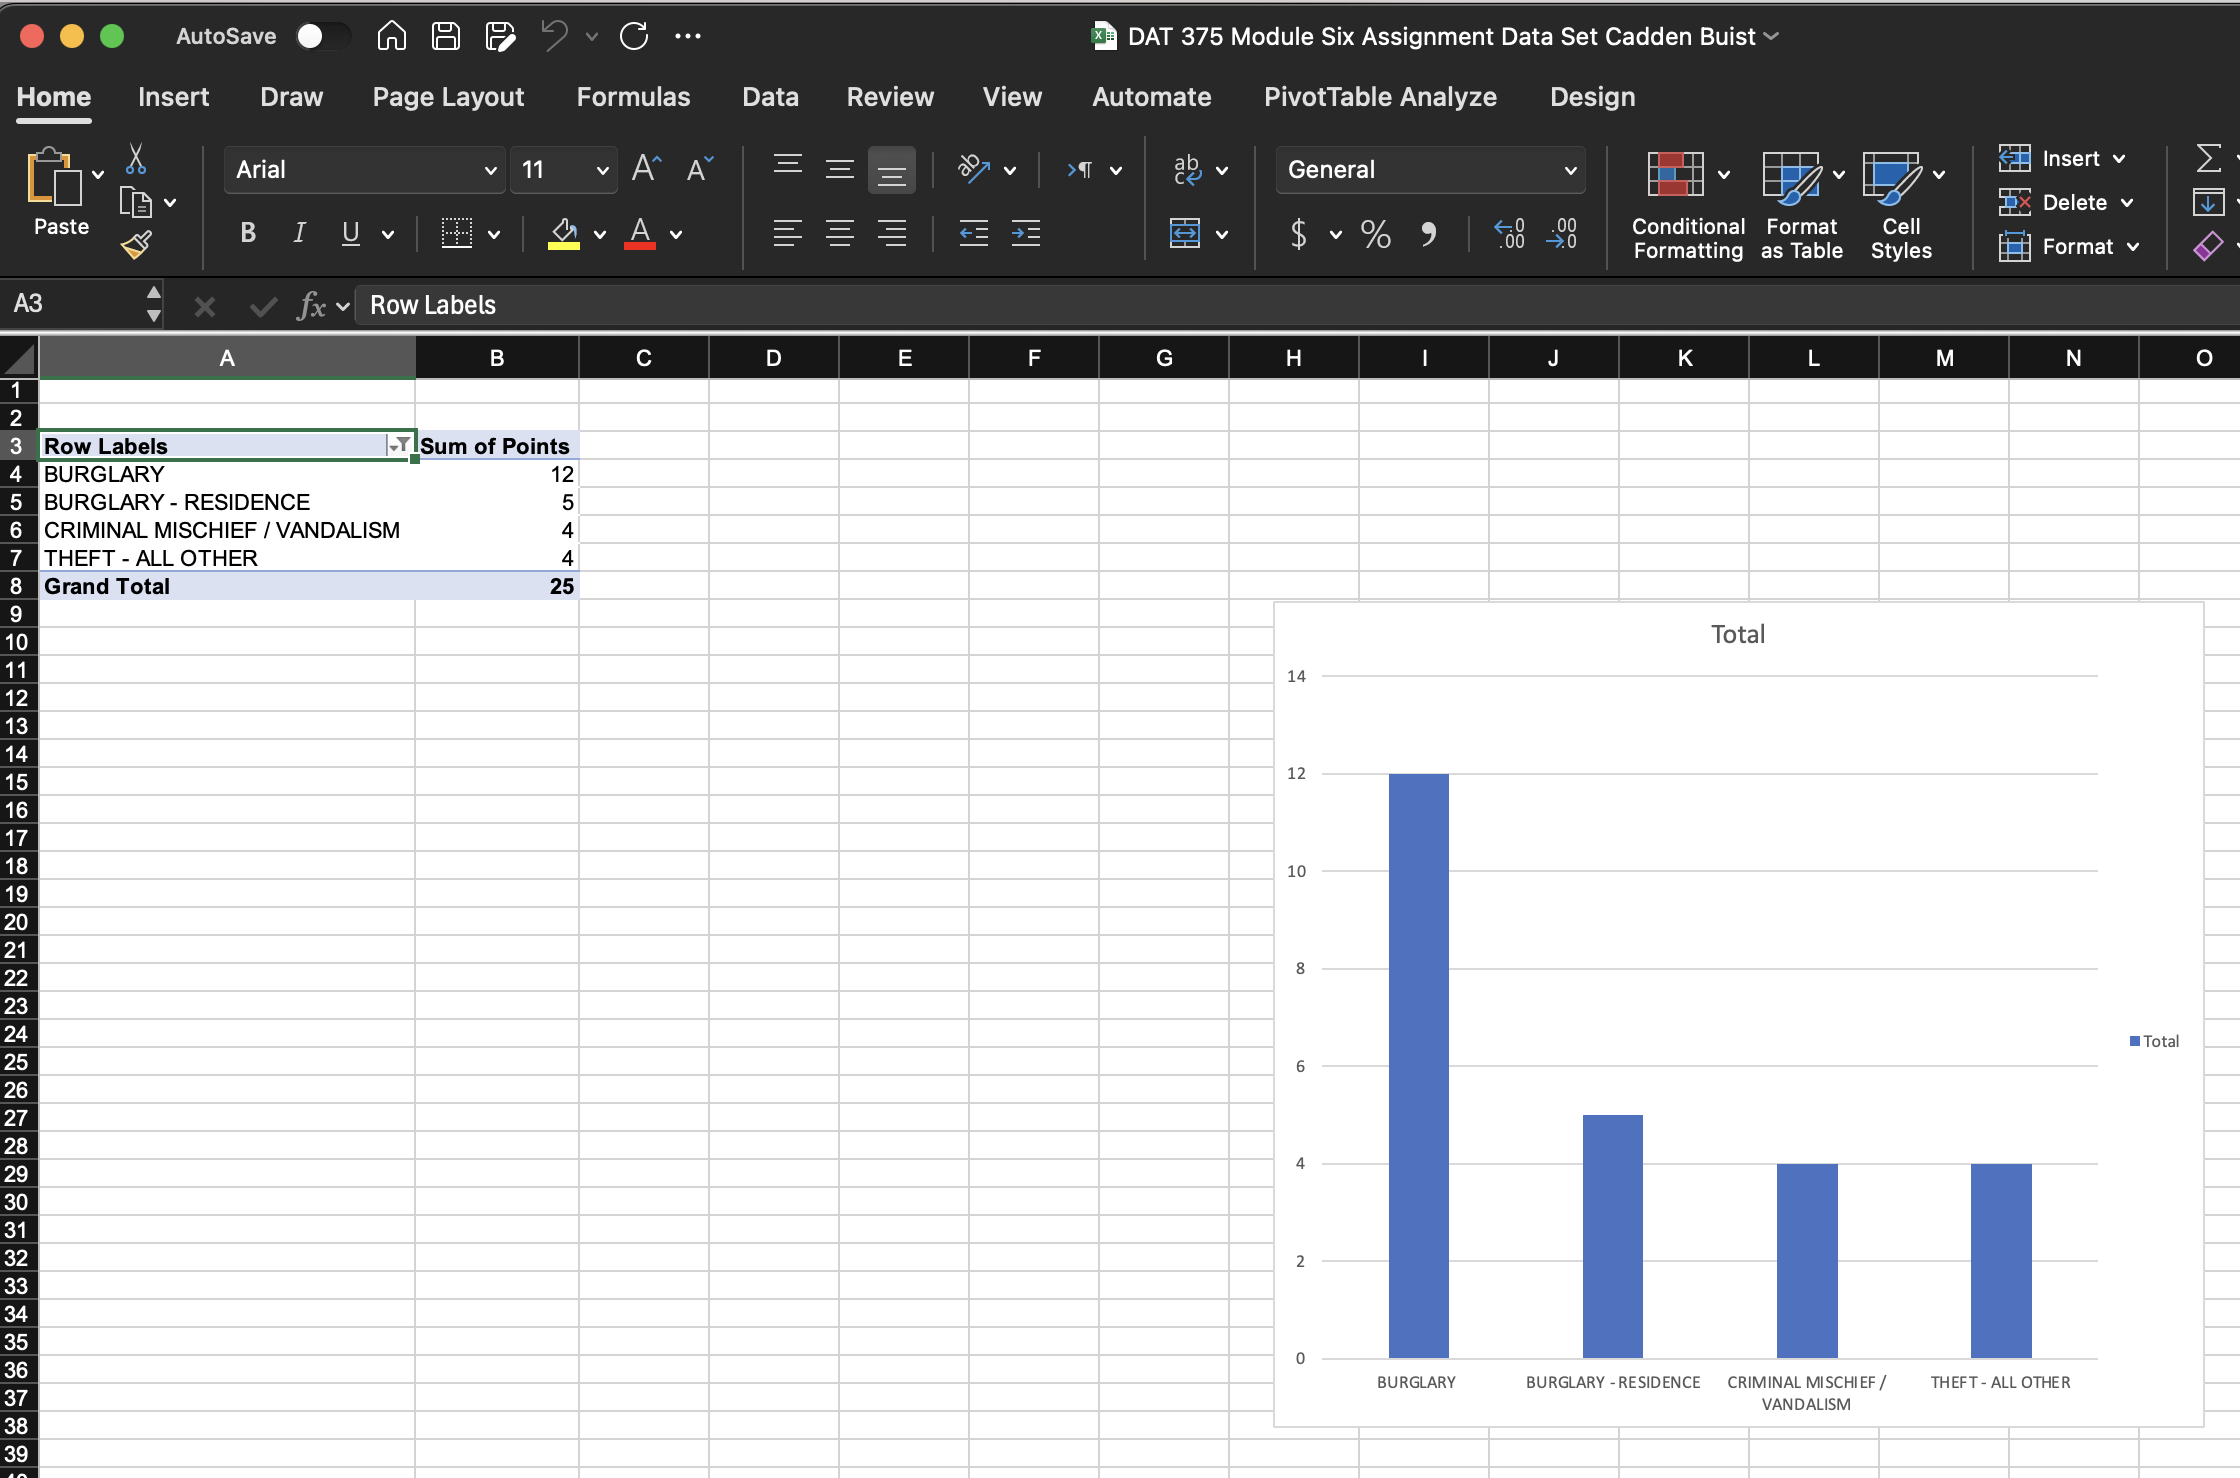 AutoSave
DAT 375 Module Six Assignment Data Set Cadden Buist
Home Insert Draw Page Layout Formulas Data Review View Automate PivotTable Analyze Design
Paste
Arial 11
General
Conditional Formatting
Format as Table
Cell Styles
Insert
Delete
Format
A3 fx Row Labels
A B C D E F G H I J K L M N O
1
2
3 Row Labels Sum of Points
4 BURGLARY 12
5 BURGLARY - RESIDENCE 5
6 CRIMINAL MISCHIEF / VANDALISM 4
7 THEFT - ALL OTHER 4
8 Grand Total 25
9
10
11
12
13
14
15
16
17
18
19
20
21
22
23
24
25
26
27
28
29
30
31
32
33
34
35
36
37
38
39
Total
14
12
10
8
6
4
2
0
BURGLARY
BURGLARY - RESIDENCE
CRIMINAL MISCHIEF /
VANDALISM
THEFT - ALL OTHER
Total